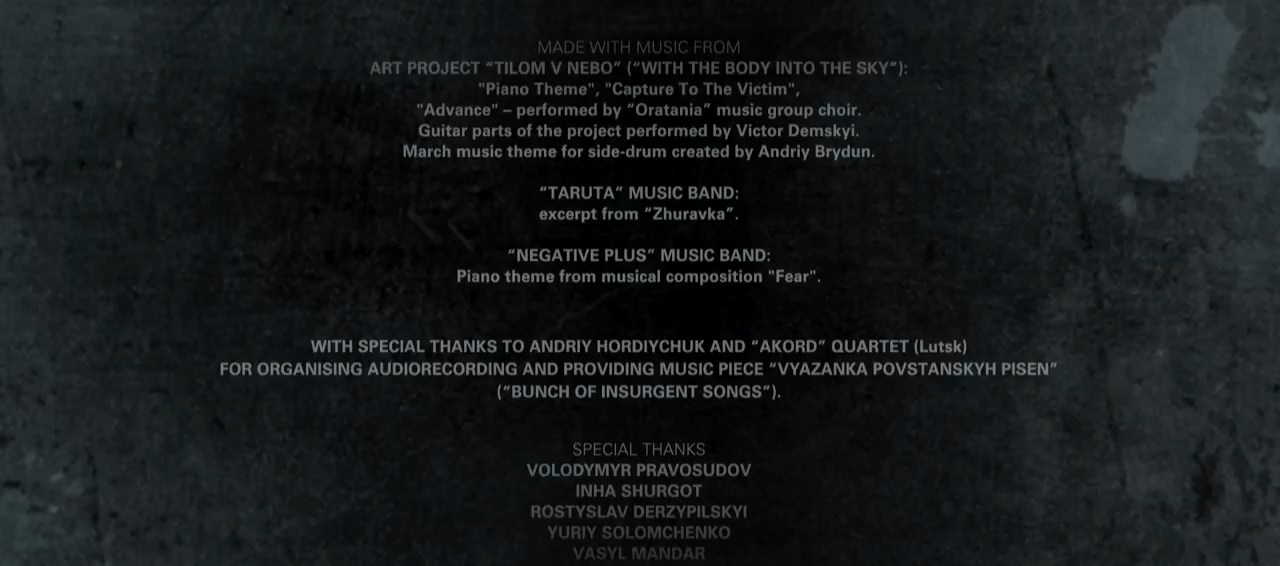 MADE WITH MUSIC FROM
ART PROJECT “TILOM V NEBO” (“WITH THE BODY INTO THE SKY”):
"Piano Theme", "Capture To The Victim",
"Advance" – performed by “Oratania” music group choir.
Guitar parts of the project performed by Victor Demskyi.
March music theme for side-drum created by Andriy Brydun.
“TARUTA” MUSIC BAND:
excerpt from “Zhuravka”.
“NEGATIVE PLUS” MUSIC BAND:
Piano theme from musical composition "Fear".
WITH SPECIAL THANKS TO ANDRIY HORDIYCHUK AND “AKORD” QUARTET (Lutsk)
FOR ORGANISING AUDIORECORDING AND PROVIDING MUSIC PIECE “VYAZANKA POVSTANSKYH PISEN”
(“BUNCH OF INSURGENT SONGS”).
SPECIAL THANKS
VOLODYMYR PRAVOSUDOV
INHA SHURGOT
ROSTYSLAV DERZYPILSKYI
YURIY SOLOMCHENKO
VASYL MANDAR